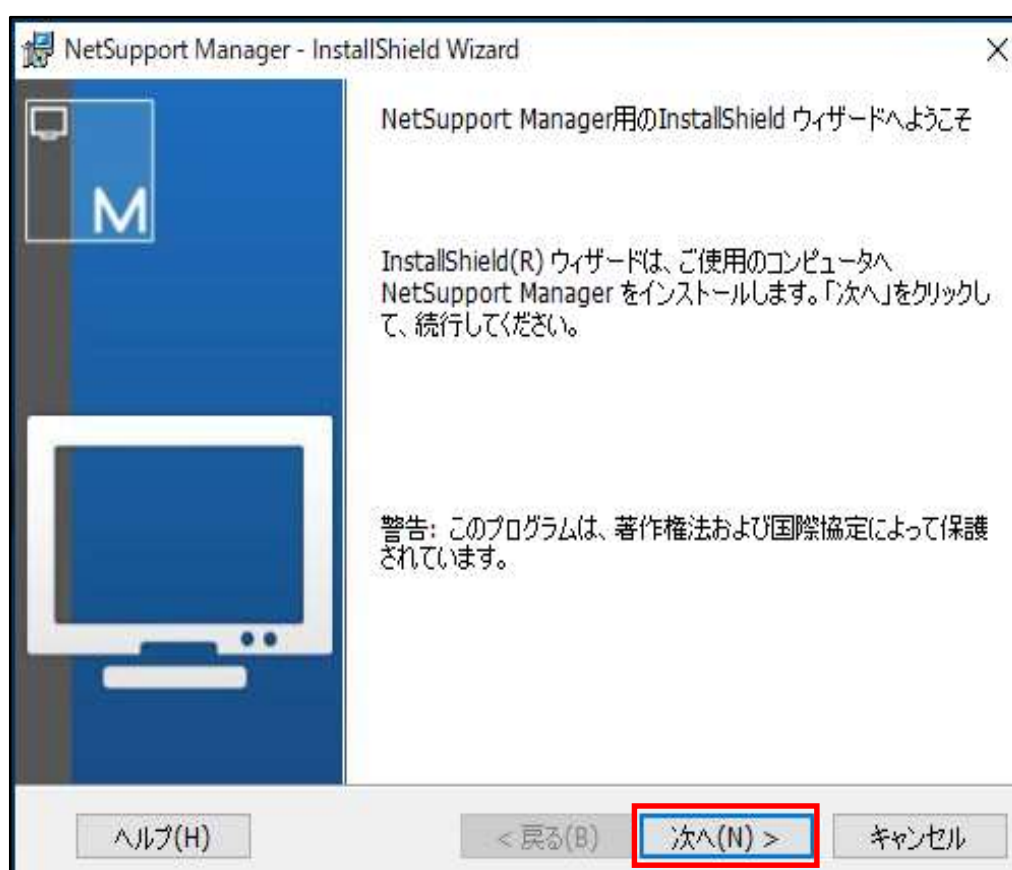 NetSupport Manager - InstallShield Wizard
M
NetSupport Manager用のInstallShield ウィザードへようこそ
InstallShield(R) ウィザードは、ご使用のコンピュータへ
NetSupport Manager をインストールします。「次へ」をクリックし
て、続行してください。
警告: このプログラムは、著作権法および国際協定によって保護
されています。
ヘルプ(H)
< 戻る(B)
次へ(N) >
キャンセル